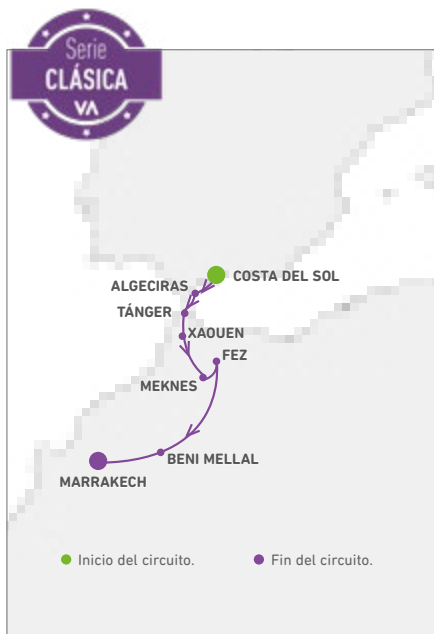 Serie
CLÁSICA
VA
COSTA DEL SOL
ALGECIRAS
TÁNGER
XAOUEN
FEZ
MEKNES
BENI MELLAL
MARRAKECH
Inicio del circuito.
Fin del circuito.